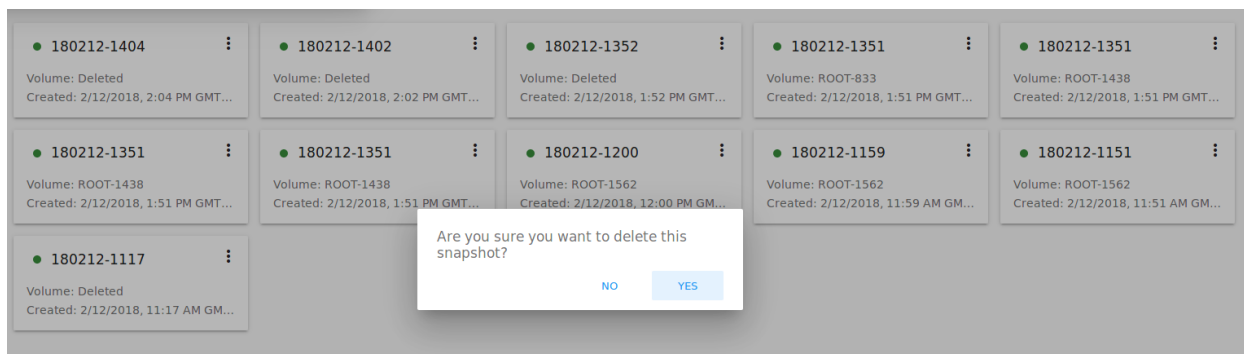 180212-1404
Volume: Deleted
Created: 2/12/2018, 2:04 PM GMT...
180212-1402
Volume: Deleted
Created: 2/12/2018, 2:02 PM GMT...
180212-1352
Volume: Deleted
Created: 2/12/2018, 1:52 PM GMT...
180212-1351
Volume: ROOT-833
Created: 2/12/2018, 1:51 PM GMT...
180212-1351
Volume: ROOT-1438
Created: 2/12/2018, 1:51 PM GMT...
180212-1351
Volume: ROOT-1438
Created: 2/12/2018, 1:51 PM GMT...
180212-1351
Volume: ROOT-1438
Created: 2/12/2018, 1:51 PM GMT...
180212-1200
Volume: ROOT-1562
Created: 2/12/2018, 12:00 PM GM...
180212-1159
Volume: ROOT-1562
Created: 2/12/2018, 11:59 AM GM...
180212-1151
Volume: ROOT-1562
Created: 2/12/2018, 11:51 AM GM...
180212-1117
Volume: Deleted
Created: 2/12/2018, 11:17 AM GM...
Are you sure you want to delete this
snapshot?
NO
YES